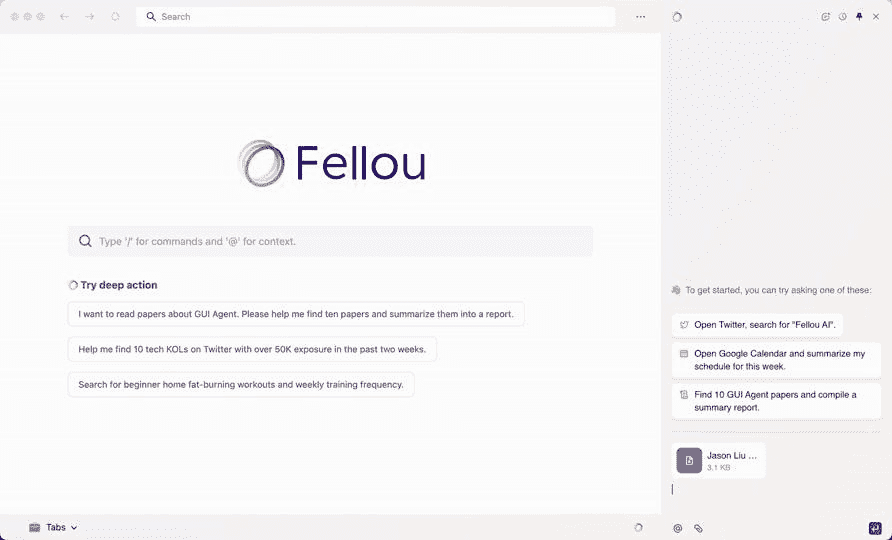 Search
Fellou
Type '/' for commands and '@' for context.
Try deep action
I want to read papers about GUI Agent. Please help me find ten papers and summarize them into a report.
Help me find 10 tech KOLs on Twitter with over 50K exposure in the past two weeks.
Search for beginner home fat-burning workouts and weekly training frequency.
Tabs
To get started, you can try asking one of these:
Open Twitter, search for "Fellou AI".
Open Google Calendar and summarize my
schedule for this week.
Find 10 GUI Agent papers and compile a
summary report.
Jason Liu ...
3.1 KB